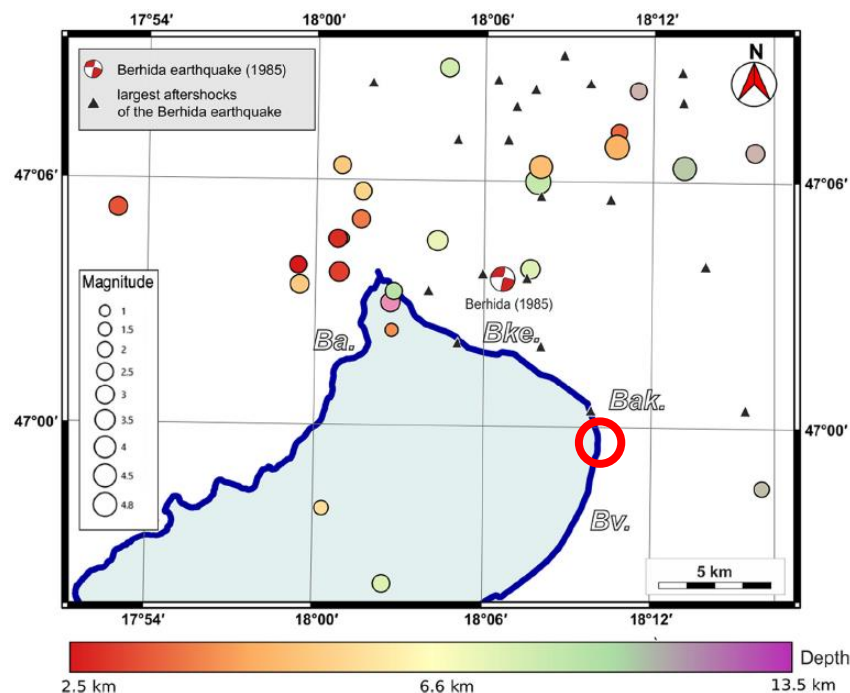 17°54′ 18°00′ 18°06′ 18°12′
Berhida earthquake (1985)
largest aftershocks
of the Berhida earthquake
N
47°06′ 47°06′
Magnitude
1
1.5
2
2.5
3
3.5
4
4.5
4.8
Berhida (1985)
Ba.
Bke.
Bak.
47°00′ 47°00′
Bv.
5 km
17°54′ 18°00′ 18°06′ 18°12′
Depth
2.5 km 6.6 km 13.5 km